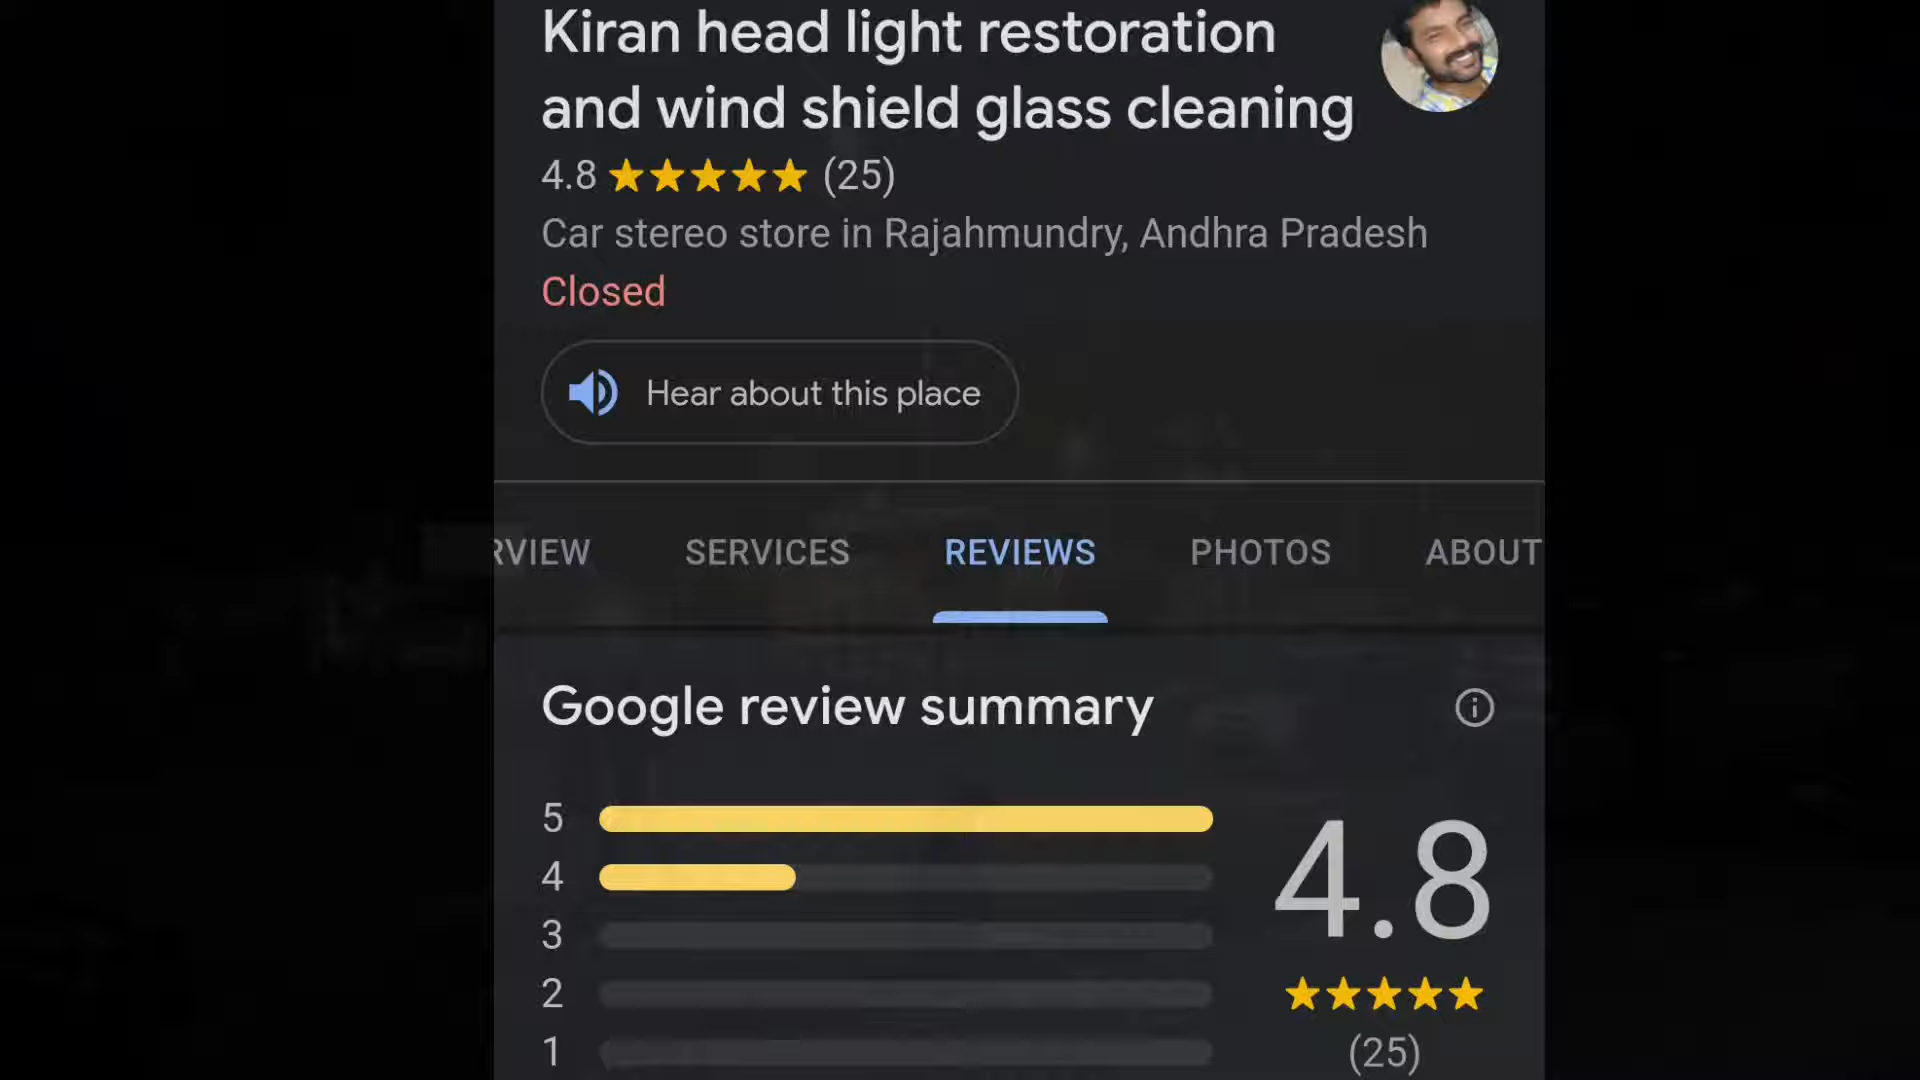 Kiran head light restoration
and wind shield glass cleaning
4.8 (25)
Car stereo store in Rajahmundry, Andhra Pradesh
Closed
Hear about this place
RVIEW SERVICES REVIEWS PHOTOS ABOUT
Google review summary
5
4
3
2
1
4.8
(25)